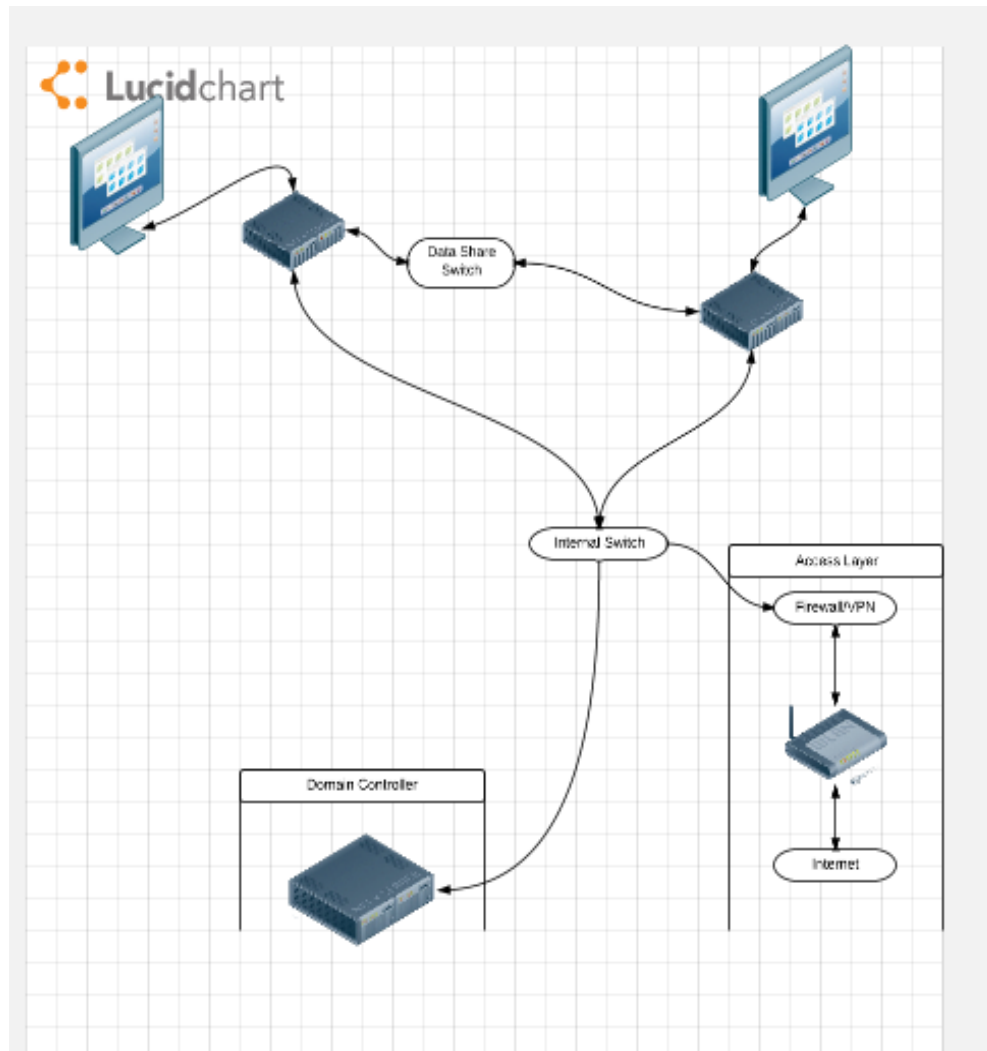 Lucidchart
Data Share
Switch
Internal Switch
Access Layer
Firewall/VPN
Domain Controller
Internet